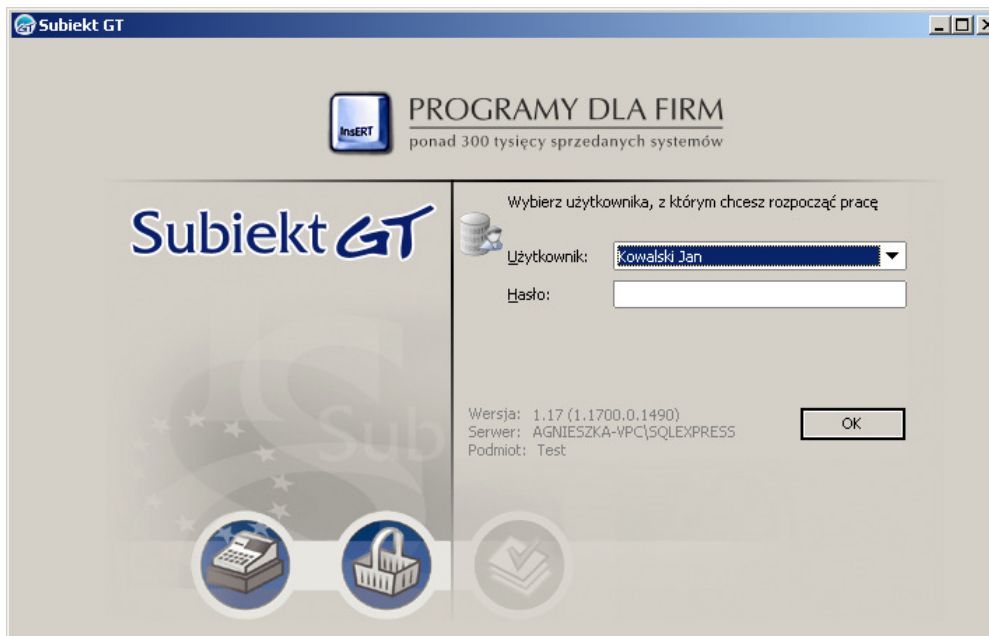 Subiekt GT
InsERT
PROGRAMY DLA FIRM
ponad 300 tysięcy sprzedanych systemów
Subiekt GT
Wybierz użytkownika, z którym chcesz rozpocząć pracę
Użytkownik: Kowalski Jan
Hasło:
Wersja: 1.17 (1.1700.0.1490)
Serwer: AGNIESZKA-VPC\SQLEXPRESS
Podmiot: Test
OK
Sub